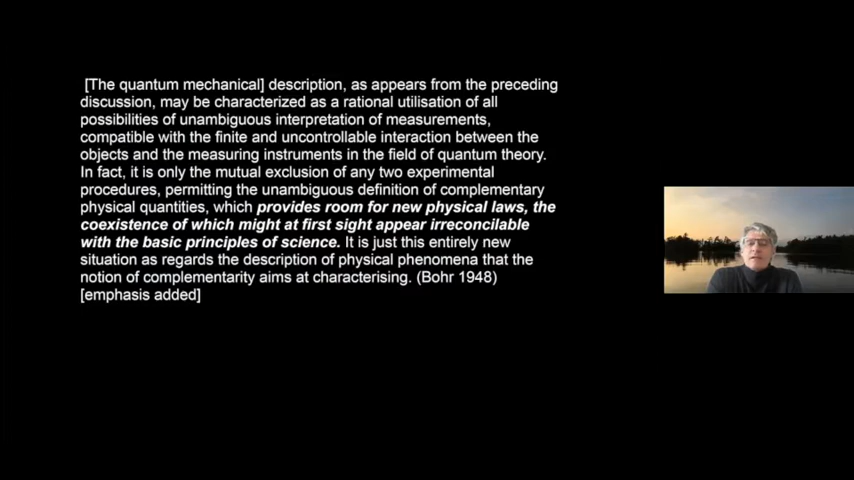 [The quantum mechanical] description, as appears from the preceding
discussion, may be characterized as a rational utilisation of all
possibilities of unambiguous interpretation of measurements,
compatible with the finite and uncontrollable interaction between the
objects and the measuring instruments in the field of quantum theory.
In fact, it is only the mutual exclusion of any two experimental
procedures, permitting the unambiguous definition of complementary
physical quantities, which provides room for new physical laws, the
coexistence of which might at first sight appear irreconcilable
with the basic principles of science. It is just this entirely new
situation as regards the description of physical phenomena that the
notion of complementarity aims at characterising. (Bohr 1948)
[emphasis added]